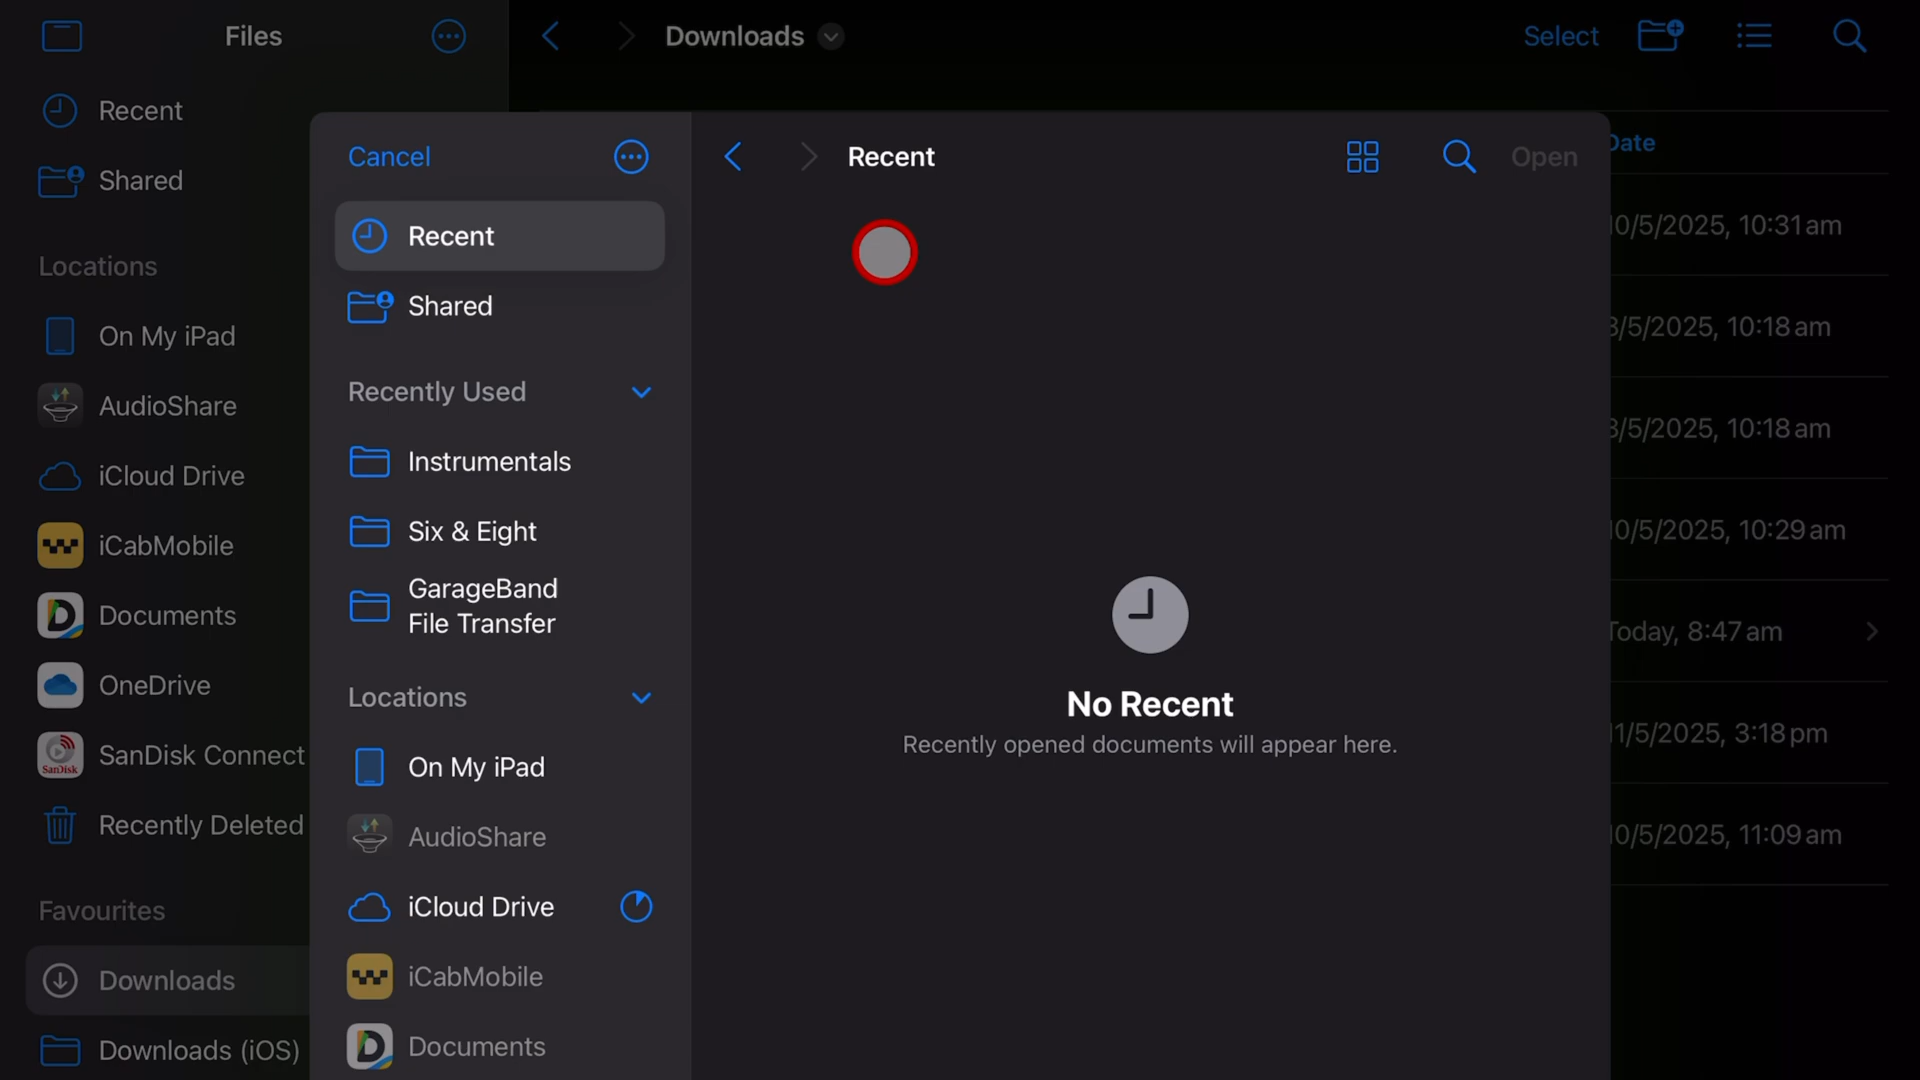 Files
Recent
Shared
Locations
On My iPad
AudioShare
iCloud Drive
iCabMobile
Documents
OneDrive
SanDisk Connect
Recently Deleted
Favourites
Downloads
Downloads (iOS)
Downloads
Select
Date
10/5/2025, 10:31 am
3/5/2025, 10:18 am
3/5/2025, 10:18 am
10/5/2025, 10:29 am
Today, 8:47 am
11/5/2025, 3:18 pm
10/5/2025, 11:09 am
Cancel
Recent
Shared
Recently Used
Instrumentals
Six & Eight
GarageBand
File Transfer
Locations
On My iPad
AudioShare
iCloud Drive
iCabMobile
Documents
Recent
Open
No Recent
Recently opened documents will appear here.